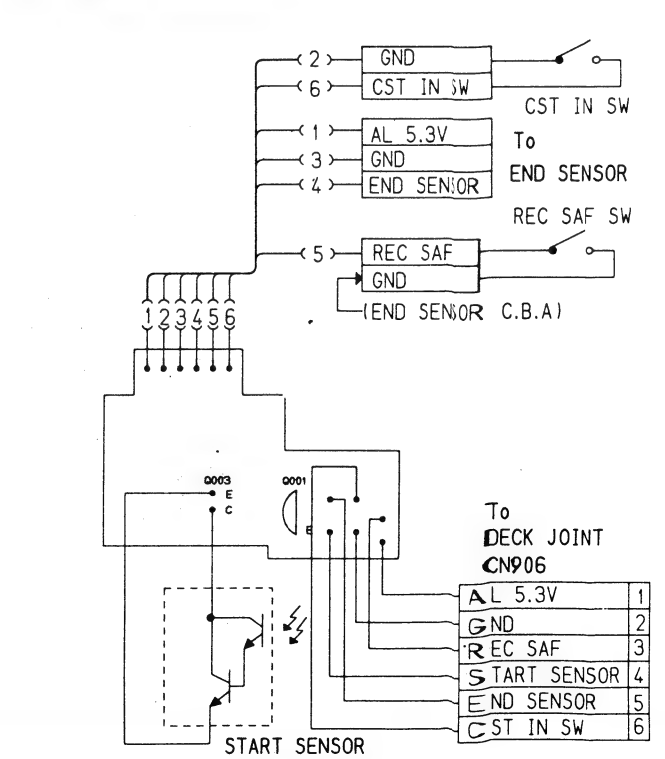 2 GND
6 CST IN SW
CST IN SW
1 AL 5.3V
3 GND
4 END SENSOR
To
END SENSOR
REC SAF SW
5 REC SAF
GND
(END SENSOR C.B.A)
1 2 3 4 5 6
Q003
E
C
Q001
E
To
DECK JOINT
CN906
AL 5.3V 1
GND 2
REC SAF 3
START SENSOR 4
END SENSOR 5
CST IN SW 6
START SENSOR